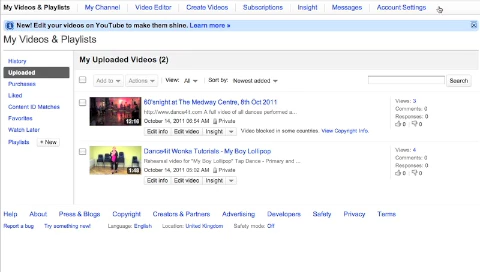 My Videos & Playlists My Channel Video Editor Create Videos Subscriptions Insight Messages Account Settings
New! Edit your videos on YouTube to make them shine. Learn more »
My Videos & Playlists
History
Uploaded
Purchases
Liked
Content ID Matches
Favorites
Watch Later
Playlists + New
My Uploaded Videos (2)
Add to Actions View: All Sort by: Newest added Search
60'snight at The Medway Centre, 8th Oct 2011
http://www.dance4it.com A full video of all dances performed a...
October 14, 2011 06:54 AM Private
Edit info Edit video Insight Video blocked in some countries. View Copyright Info.
12:16
Views: 3
Comments: 0
Responses: 0
0 0
Dance4it Wonka Tutorials - My Boy Lollipop
Rehearsal video for "My Boy Lollipop" Tap Dance - Primary and ...
October 14, 2011 05:02 AM Private
Edit info Edit video Insight
1:48
Views: 4
Comments: 0
Responses: 0
0 0
Help About Press & Blogs Copyright Creators & Partners Advertising Developers Safety Privacy Terms
Report a bug Try something new! Language: English Location: United Kingdom Safety mode: Off